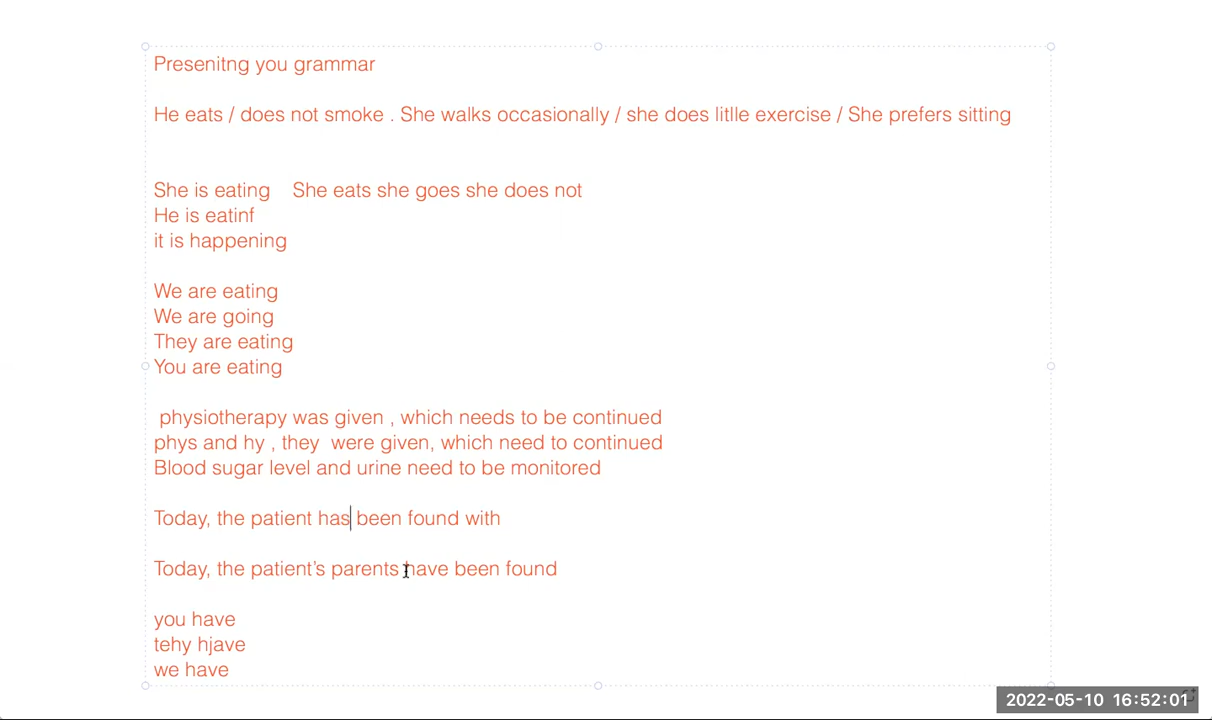 Presenitng you grammar
He eats / does not smoke . She walks occasionally / she does litlle exercise / She prefers sitting
She is eating    She eats she goes she does not
He is eatinf
it is happening
We are eating
We are going
They are eating
You are eating
physiotherapy was given , which needs to be continued
phys and hy , they  were given, which need to continued
Blood sugar level and urine need to be monitored
Today, the patient has been found with
Today, the patient's parents have been found
you have
tehy hjave
we have
2022-05-10 16:52:01